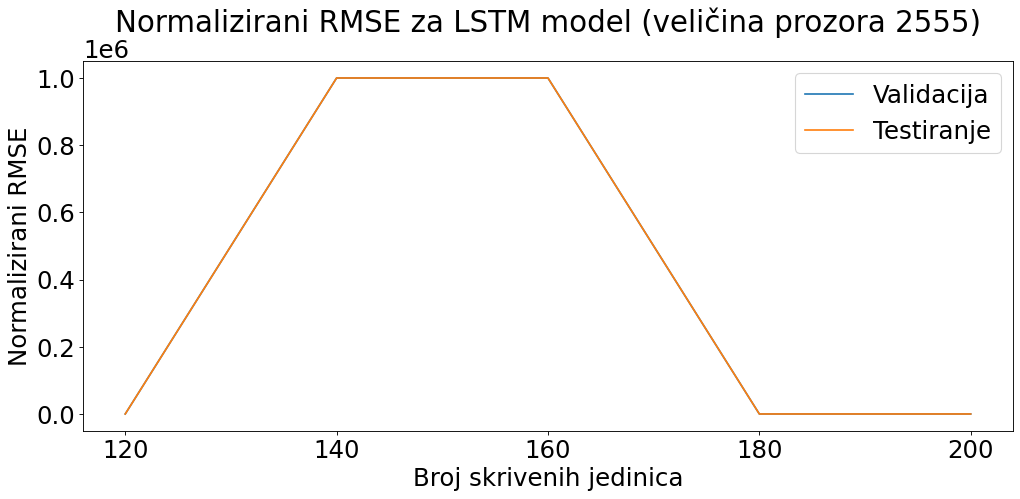 Normalizirani RMSE za LSTM model (veličina prozora 2555)
1e6
1.0
0.8
0.6
0.4
0.2
0.0
Normalizirani RMSE
Validacija
Testiranje
120 140 160 180 200
Broj skrivenih jedinica